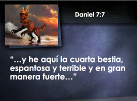 Daniel 7:7
“…y he aquí la cuarta bestia,
espantosa y terrible y en gran
manera fuerte…”